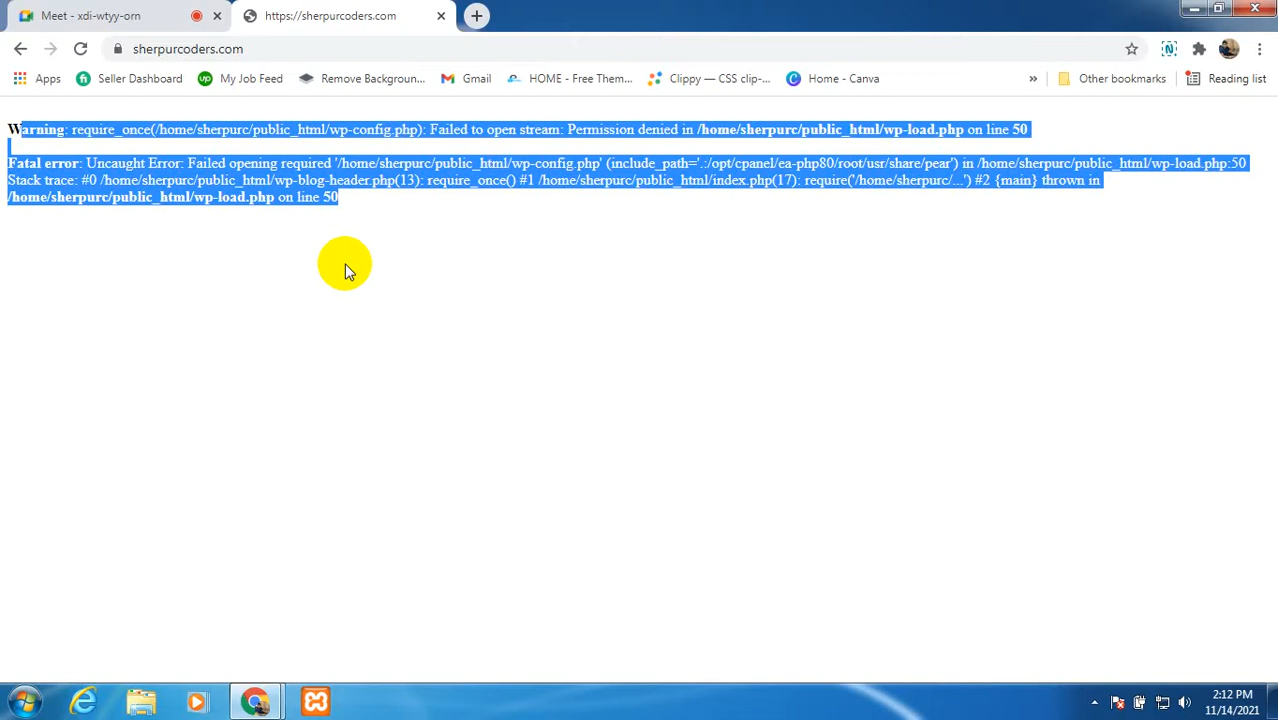 Meet - xdi-wtyy-orn
https://sherpurcoders.com
sherpurcoders.com
Apps
Seller Dashboard
My Job Feed
Remove Backgroun...
Gmail
HOME - Free Them...
Clippy — CSS clip-...
Home - Canva
»
Other bookmarks
Reading list
Warning: require_once(/home/sherpurc/public_html/wp-config.php): Failed to open stream: Permission denied in /home/sherpurc/public_html/wp-load.php on line 50
Fatal error: Uncaught Error: Failed opening required '/home/sherpurc/public_html/wp-config.php' (include_path='.:/opt/cpanel/ea-php80/root/usr/share/pear') in /home/sherpurc/public_html/wp-load.php:50
Stack trace: #0 /home/sherpurc/public_html/wp-blog-header.php(13): require_once() #1 /home/sherpurc/public_html/index.php(17): require('/home/sherpurc/...') #2 {main} thrown in
/home/sherpurc/public_html/wp-load.php on line 50
2:12 PM
11/14/2021